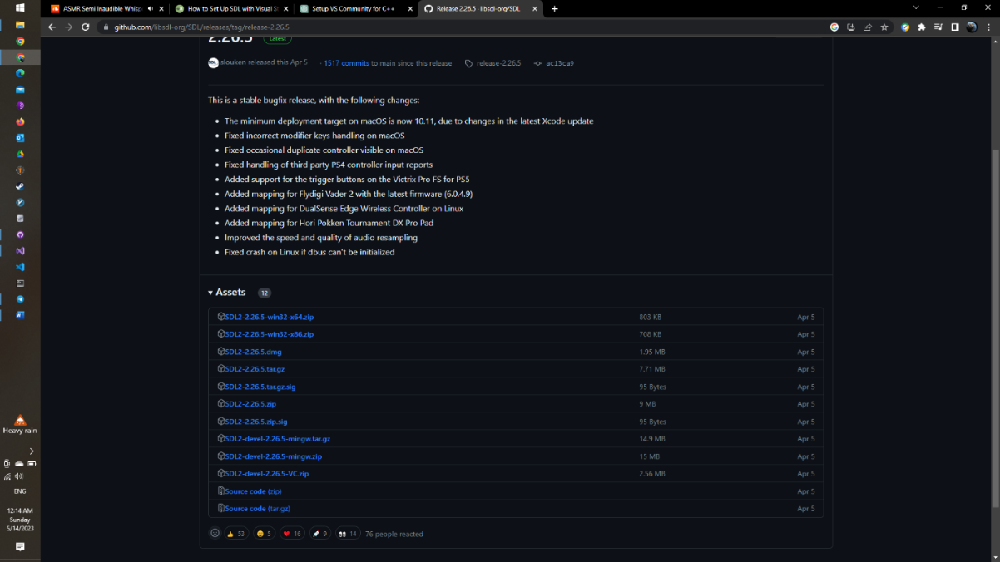 ASMR Semi Inaudible Whisp
How to Set Up SDL with Visual S
Setup VS Community for C++
Release 2.26.5 · libsdl-org/SDL
github.com/libsdl-org/SDL/releases/tag/release-2.26.5
2.26.5 Latest
slouken released this Apr 5 · 1517 commits to main since this release release-2.26.5 ac13ca9
This is a stable bugfix release, with the following changes:
• The minimum deployment target on macOS is now 10.11, due to changes in the latest Xcode update
• Fixed incorrect modifier keys handling on macOS
• Fixed occasional duplicate controller visible on macOS
• Fixed handling of third party PS4 controller input reports
• Added support for the trigger buttons on the Victrix Pro FS for PS5
• Added mapping for Flydigi Vader 2 with the latest firmware (6.0.4.9)
• Added mapping for DualSense Edge Wireless Controller on Linux
• Added mapping for Hori Pokken Tournament DX Pro Pad
• Improved the speed and quality of audio resampling
• Fixed crash on Linux if dbus can't be initialized
Assets 12
SDL2-2.26.5-win32-x64.zip 803 KB Apr 5
SDL2-2.26.5-win32-x86.zip 708 KB Apr 5
SDL2-2.26.5.dmg 1.95 MB Apr 5
SDL2-2.26.5.tar.gz 7.71 MB Apr 5
SDL2-2.26.5.tar.gz.sig 95 Bytes Apr 5
SDL2-2.26.5.zip 9 MB Apr 5
SDL2-2.26.5.zip.sig 95 Bytes Apr 5
SDL2-devel-2.26.5-mingw.tar.gz 14.9 MB Apr 5
SDL2-devel-2.26.5-mingw.zip 15 MB Apr 5
SDL2-devel-2.26.5-VC.zip 2.56 MB Apr 5
Source code (zip) Apr 5
Source code (tar.gz) Apr 5
53 5 16 9 14 76 people reacted
Heavy rain
ENG
12:14 AM
Sunday
5/14/2023